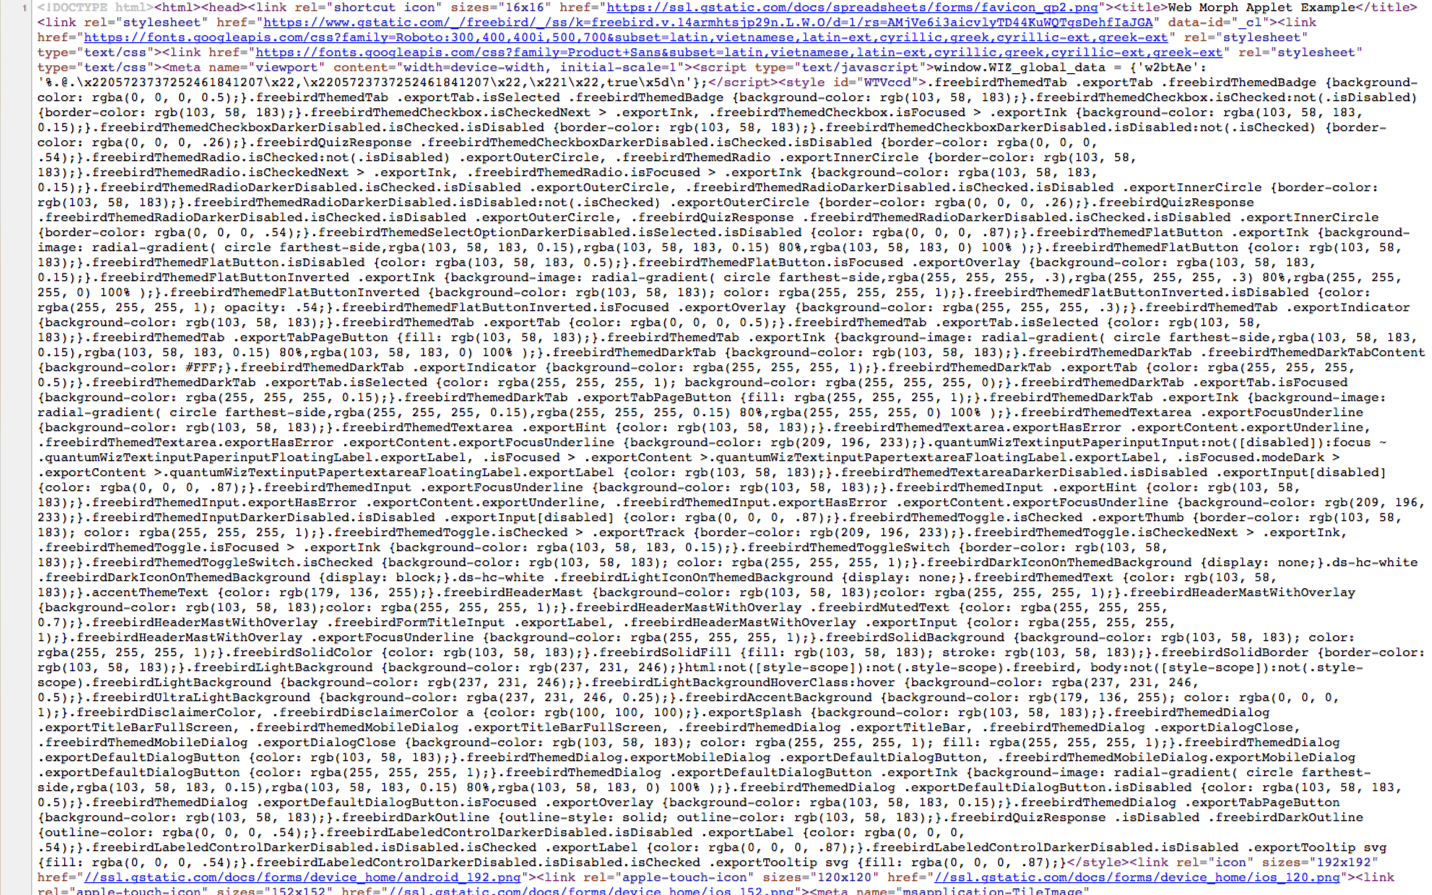 1 <!DOCTYPE html><html><head><link rel="shortcut icon" sizes="16x16" href="https://ssl.gstatic.com/docs/spreadsheets/forms/favicon_qp2.png"><title>Web Morph Applet Example</title>
<link rel="stylesheet" href="https://www.gstatic.com/_/freebird/_/ss/k=freebird.v.14armhtsjp29n.L.W.O/d=1/rs=AMjVe6i3aicvlyTD44KuWQTqsDehfIaJGA" data-id="_cl"><link
href="https://fonts.googleapis.com/css?family=Roboto:300,400,400i,500,700&subset=latin,vietnamese,latin-ext,cyrillic,greek,cyrillic-ext,greek-ext" rel="stylesheet"
type="text/css"><link href="https://fonts.googleapis.com/css?family=Product+Sans&subset=latin,vietnamese,latin-ext,cyrillic,greek,cyrillic-ext,greek-ext" rel="stylesheet"
type="text/css"><meta name="viewport" content="width=device-width, initial-scale=1"><script type="text/javascript">window.WIZ_global_data = {'w2btAe':
'%.@.\x2205723737252461841207\x22,\x2205723737252461841207\x22,\x221\x22,true\x5d\n'};</script><style id="WTVccd">.freebirdThemedTab .exportTab .freebirdThemedBadge {background-
color: rgba(0, 0, 0, 0.5);}.freebirdThemedTab .exportTab.isSelected .freebirdThemedBadge {background-color: rgb(103, 58, 183);}.freebirdThemedCheckbox.isChecked:not(.isDisabled)
{border-color: rgb(103, 58, 183);}.freebirdThemedCheckbox.isCheckedNext > .exportInk, .freebirdThemedCheckbox.isFocused > .exportInk {background-color: rgba(103, 58, 183,
0.15);}.freebirdThemedCheckboxDarkerDisabled.isChecked.isDisabled {border-color: rgb(103, 58, 183);}.freebirdThemedCheckboxDarkerDisabled.isDisabled:not(.isChecked) {border-
color: rgba(0, 0, 0, .26);}.freebirdQuizResponse .freebirdThemedCheckboxDarkerDisabled.isChecked.isDisabled {border-color: rgba(0, 0, 0,
.54);}.freebirdThemedRadio.isChecked:not(.isDisabled) .exportOuterCircle, .freebirdThemedRadio .exportInnerCircle {border-color: rgb(103, 58,
183);}.freebirdThemedRadio.isCheckedNext > .exportInk, .freebirdThemedRadio.isFocused > .exportInk {background-color: rgba(103, 58, 183,
0.15);}.freebirdThemedRadioDarkerDisabled.isChecked.isDisabled .exportOuterCircle, .freebirdThemedRadioDarkerDisabled.isChecked.isDisabled .exportInnerCircle {border-color:
rgb(103, 58, 183);}.freebirdThemedRadioDarkerDisabled.isDisabled:not(.isChecked) .exportOuterCircle {border-color: rgba(0, 0, 0, .26);}.freebirdQuizResponse
.freebirdThemedRadioDarkerDisabled.isChecked.isDisabled .exportOuterCircle, .freebirdQuizResponse .freebirdThemedRadioDarkerDisabled.isChecked.isDisabled .exportInnerCircle
{border-color: rgba(0, 0, 0, .54);}.freebirdThemedSelectOptionDarkerDisabled.isSelected.isDisabled {color: rgba(0, 0, 0, .87);}.freebirdThemedFlatButton .exportInk {background-
image: radial-gradient( circle farthest-side,rgba(103, 58, 183, 0.15),rgba(103, 58, 183, 0.15) 80%,rgba(103, 58, 183, 0) 100% );}.freebirdThemedFlatButton {color: rgb(103, 58,
183);}.freebirdThemedFlatButton.isDisabled {color: rgba(103, 58, 183, 0.5);}.freebirdThemedFlatButton.isFocused .exportOverlay {background-color: rgba(103, 58, 183,
0.15);}.freebirdThemedFlatButtonInverted .exportInk {background-image: radial-gradient( circle farthest-side,rgba(255, 255, 255, .3),rgba(255, 255, 255, .3) 80%,rgba(255, 255,
255, 0) 100% );}.freebirdThemedFlatButtonInverted {background-color: rgb(103, 58, 183); color: rgba(255, 255, 255, 1);}.freebirdThemedFlatButtonInverted.isDisabled {color:
rgba(255, 255, 255, 1); opacity: .54;}.freebirdThemedFlatButtonInverted.isFocused .exportOverlay {background-color: rgba(255, 255, 255, .3);}.freebirdThemedTab .exportIndicator
{background-color: rgb(103, 58, 183);}.freebirdThemedTab .exportTab {color: rgba(0, 0, 0, 0.5);}.freebirdThemedTab .exportTab.isSelected {color: rgb(103, 58,
183);}.freebirdThemedTab .exportTabPageButton {fill: rgb(103, 58, 183);}.freebirdThemedTab .exportInk {background-image: radial-gradient( circle farthest-side,rgba(103, 58, 183,
0.15),rgba(103, 58, 183, 0.15) 80%,rgba(103, 58, 183, 0) 100% );}.freebirdThemedDarkTab {background-color: rgb(103, 58, 183);}.freebirdThemedDarkTab .freebirdThemedDarkTabContent
{background-color: #FFF;}.freebirdThemedDarkTab .exportIndicator {background-color: rgba(255, 255, 255, 1);}.freebirdThemedDarkTab .exportTab {color: rgba(255, 255, 255,
0.5);}.freebirdThemedDarkTab .exportTab.isSelected {color: rgba(255, 255, 255, 1); background-color: rgba(255, 255, 255, 0);}.freebirdThemedDarkTab .exportTab.isFocused
{background-color: rgba(255, 255, 255, 0.15);}.freebirdThemedDarkTab .exportTabPageButton {fill: rgba(255, 255, 255, 1);}.freebirdThemedDarkTab .exportInk {background-image:
radial-gradient( circle farthest-side,rgba(255, 255, 255, 0.15),rgba(255, 255, 255, 0.15) 80%,rgba(255, 255, 255, 0) 100% );}.freebirdThemedTextarea .exportFocusUnderline
{background-color: rgb(103, 58, 183);}.freebirdThemedTextarea .exportHint {color: rgb(103, 58, 183);}.freebirdThemedTextarea.exportHasError .exportContent.exportUnderline,
.freebirdThemedTextarea.exportHasError .exportContent.exportFocusUnderline {background-color: rgb(209, 196, 233);}.quantumWizTextinputPaperinputInput:not([disabled]):focus ~
.quantumWizTextinputPaperinputFloatingLabel.exportLabel, .isFocused > .exportContent >.quantumWizTextinputPapertextareaFloatingLabel.exportLabel, .isFocused.modeDark >
.exportContent >.quantumWizTextinputPapertextareaFloatingLabel.exportLabel {color: rgb(103, 58, 183);}.freebirdThemedTextareaDarkerDisabled.isDisabled .exportInput[disabled]
{color: rgba(0, 0, 0, .87);}.freebirdThemedInput .exportFocusUnderline {background-color: rgb(103, 58, 183);}.freebirdThemedInput .exportHint {color: rgb(103, 58,
183);}.freebirdThemedInput.exportHasError .exportContent.exportUnderline, .freebirdThemedInput.exportHasError .exportContent.exportFocusUnderline {background-color: rgb(209, 196,
233);}.freebirdThemedInputDarkerDisabled.isDisabled .exportInput[disabled] {color: rgba(0, 0, 0, .87);}.freebirdThemedToggle.isChecked .exportThumb {border-color: rgb(103, 58,
183); color: rgba(255, 255, 255, 1);}.freebirdThemedToggle.isChecked > .exportTrack {border-color: rgb(209, 196, 233);}.freebirdThemedToggle.isCheckedNext > .exportInk,
.freebirdThemedToggle.isFocused > .exportInk {background-color: rgba(103, 58, 183, 0.15);}.freebirdThemedToggleSwitch {border-color: rgb(103, 58,
183);}.freebirdThemedToggleSwitch.isChecked {background-color: rgb(103, 58, 183); color: rgba(255, 255, 255, 1);}.freebirdDarkIconOnThemedBackground {display: none;}.ds-hc-white
.freebirdDarkIconOnThemedBackground {display: block;}.ds-hc-white .freebirdLightIconOnThemedBackground {display: none;}.freebirdThemedText {color: rgb(103, 58,
183);}.accentThemeText {color: rgb(179, 136, 255);}.freebirdHeaderMast {background-color: rgb(103, 58, 183);color: rgba(255, 255, 255, 1);}.freebirdHeaderMastWithOverlay
{background-color: rgb(103, 58, 183);color: rgba(255, 255, 255, 1);}.freebirdHeaderMastWithOverlay .freebirdMutedText {color: rgba(255, 255, 255,
0.7);}.freebirdHeaderMastWithOverlay .freebirdFormTitleInput .exportLabel, .freebirdHeaderMastWithOverlay .exportInput {color: rgba(255, 255, 255,
1);}.freebirdHeaderMastWithOverlay .exportFocusUnderline {background-color: rgba(255, 255, 255, 1);}.freebirdSolidBackground {background-color: rgb(103, 58, 183); color:
rgba(255, 255, 255, 1);}.freebirdSolidColor {color: rgb(103, 58, 183);}.freebirdSolidFill {fill: rgb(103, 58, 183); stroke: rgb(103, 58, 183);}.freebirdSolidBorder {border-color:
rgb(103, 58, 183);}.freebirdLightBackground {background-color: rgb(237, 231, 246);}html:not([style-scope]):not(.style-scope).freebird, body:not([style-scope]):not(.style-
scope).freebirdLightBackground {background-color: rgb(237, 231, 246);}.freebirdLightBackgroundHoverClass:hover {background-color: rgba(237, 231, 246,
0.5);}.freebirdUltraLightBackground {background-color: rgba(237, 231, 246, 0.25);}.freebirdAccentBackground {background-color: rgb(179, 136, 255); color: rgba(0, 0, 0,
1);}.freebirdDisclaimerColor, .freebirdDisclaimerColor a {color: rgb(100, 100, 100);}.exportSplash {background-color: rgb(103, 58, 183);}.freebirdThemedDialog
.exportTitleBarFullScreen, .freebirdThemedMobileDialog .exportTitleBarFullScreen, .freebirdThemedDialog .exportTitleBar, .freebirdThemedDialog .exportDialogClose,
.freebirdThemedMobileDialog .exportDialogClose {background-color: rgb(103, 58, 183); color: rgba(255, 255, 255, 1); fill: rgba(255, 255, 255, 1);}.freebirdThemedDialog
.exportDefaultDialogButton {color: rgb(103, 58, 183);}.freebirdThemedDialog.exportMobileDialog .exportDefaultDialogButton, .freebirdThemedMobileDialog.exportMobileDialog
.exportDefaultDialogButton {color: rgba(255, 255, 255, 1);}.freebirdThemedDialog .exportDefaultDialogButton .exportInk {background-image: radial-gradient( circle farthest-
side,rgba(103, 58, 183, 0.15),rgba(103, 58, 183, 0.15) 80%,rgba(103, 58, 183, 0) 100% );}.freebirdThemedDialog .exportDefaultDialogButton.isDisabled {color: rgba(103, 58, 183,
0.5);}.freebirdThemedDialog .exportDefaultDialogButton.isFocused .exportOverlay {background-color: rgba(103, 58, 183, 0.15);}.freebirdThemedDialog .exportTabPageButton
{background-color: rgb(103, 58, 183);}.freebirdDarkOutline {outline-style: solid; outline-color: rgb(103, 58, 183);}.freebirdQuizResponse .isDisabled .freebirdDarkOutline
{outline-color: rgba(0, 0, 0, .54);}.freebirdLabeledControlDarkerDisabled.isDisabled .exportLabel {color: rgba(0, 0, 0,
.54);}.freebirdLabeledControlDarkerDisabled.isDisabled.isChecked .exportLabel {color: rgba(0, 0, 0, .87);}.freebirdLabeledControlDarkerDisabled.isDisabled .exportTooltip svg
{fill: rgba(0, 0, 0, .54);}.freebirdLabeledControlDarkerDisabled.isDisabled.isChecked .exportTooltip svg {fill: rgba(0, 0, 0, .87);}</style><link rel="icon" sizes="192x192"
href="//ssl.gstatic.com/docs/forms/device_home/android_192.png"><link rel="apple-touch-icon" sizes="120x120" href="//ssl.gstatic.com/docs/forms/device_home/ios_120.png"><link
rel="apple-touch-icon" sizes="152x152" href="//ssl.gstatic.com/docs/forms/device_home/ios_152.png"><meta name="msapplication-TileImage"